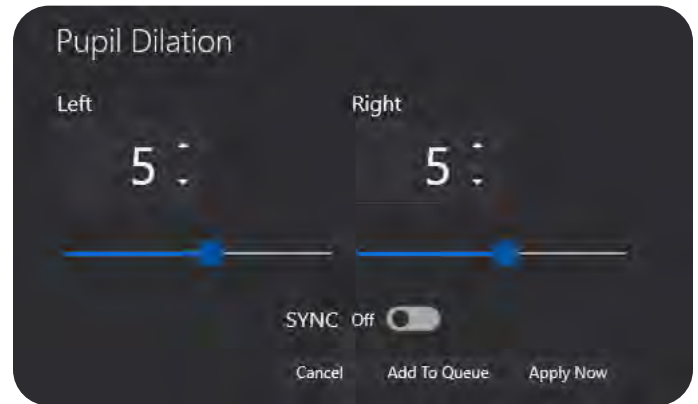 Pupil Dilation
Left Right
5 5
SYNC Off
Cancel Add To Queue Apply Now